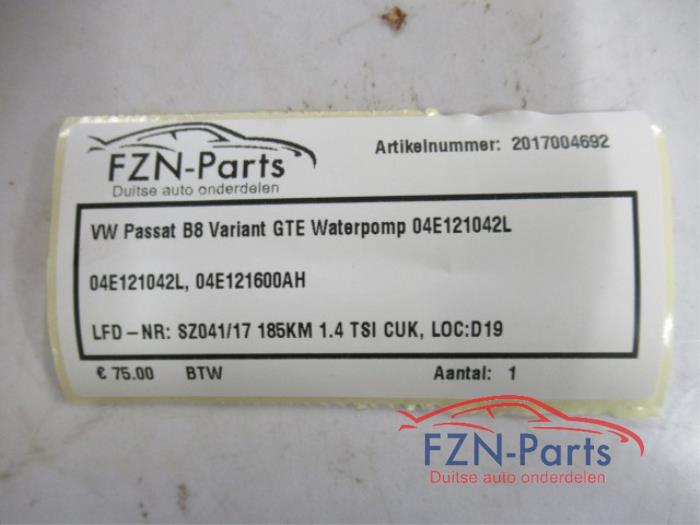 FZN-Parts
Duitse auto onderdelen
Artikelnummer: 2017004692
VW Passat B8 Variant GTE Waterpomp 04E121042L
04E121042L, 04E121600AH
LFD-NR: SZ041/17 185KM 1.4 TSI CUK, LOC:D19
€ 75.00 BTW Aantal: 1
FZN-Parts
Duitse auto onderdelen